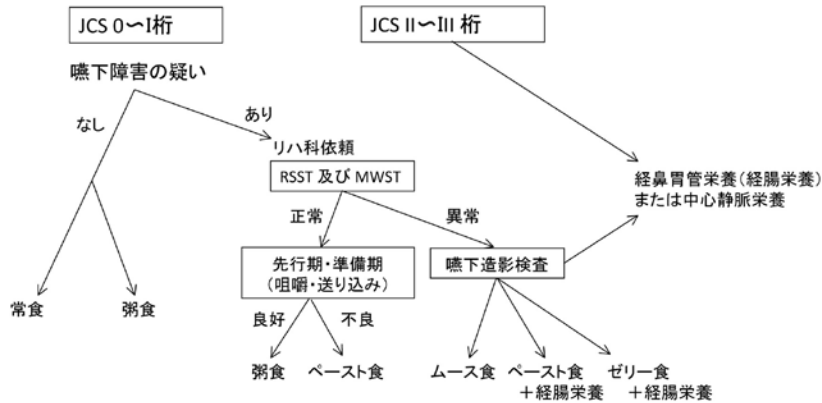 JCS 0～I桁
JCS II～III 桁
嚥下障害の疑い
なし
あり
リハ科依頼
RSST 及び MWST
経鼻胃管栄養(経腸栄養)
または中心静脈栄養
正常
異常
先行期・準備期
(咀嚼・送り込み)
嚥下造影検査
常食
粥食
良好
不良
粥食
ペースト食
ムース食
ペースト食
＋経腸栄養
ゼリー食
＋経腸栄養